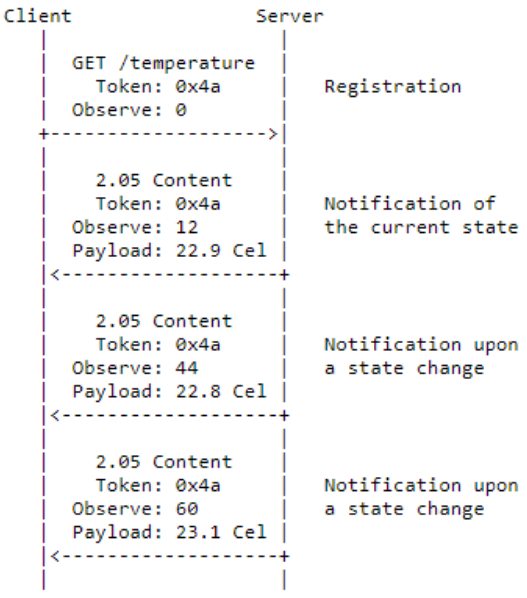 Client Server
GET /temperature
Token: 0x4a Registration
Observe: 0
+------------------->|
2.05 Content
Token: 0x4a Notification of
Observe: 12 the current state
Payload: 22.9 Cel
|<-------------------+
2.05 Content
Token: 0x4a Notification upon
Observe: 44 a state change
Payload: 22.8 Cel
|<-------------------+
2.05 Content
Token: 0x4a Notification upon
Observe: 60 a state change
Payload: 23.1 Cel
|<-------------------+